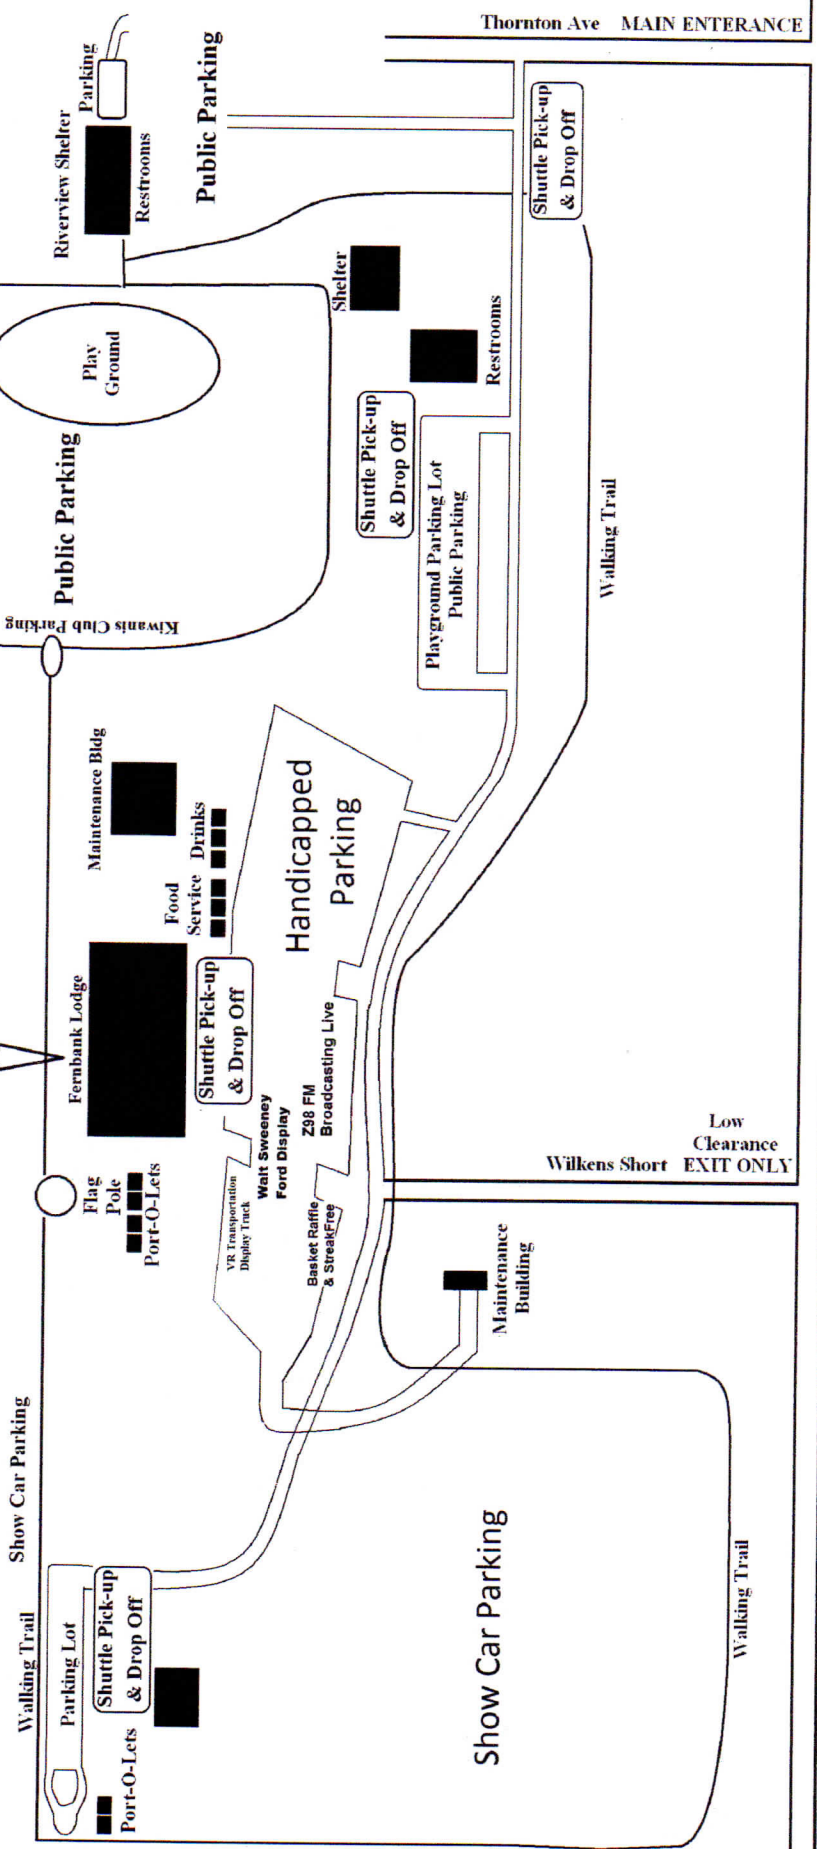 Thornton Ave MAIN ENTERANCE
Parking
Riverview Shelter
Restrooms
Public Parking
Shuttle Pick-up
& Drop Off
Shelter
Restrooms
Play
Ground
Public Parking
Shuttle Pick-up
& Drop Off
Playground Parking Lot
Public Parking
Walking Trail
Kiwanis Club Parking
Maintenance Bldg
Drinks
Food
Service
Handicapped
Parking
Fernbank Lodge
Shuttle Pick-up
& Drop Off
Walt Sweeney
Ford Display
Z98 FM
Broadcasting Live
Low
Clearance
Wilkens Short EXIT ONLY
Flag
Pole
Port-O-Lets
VR Transportation
Display Truck
Basket Raffle
& StreakFree
Maintenance
Building
Show Car Parking
Walking Trail
Parking Lot
Shuttle Pick-up
& Drop Off
Port-O-Lets
Show Car Parking
Walking Trail